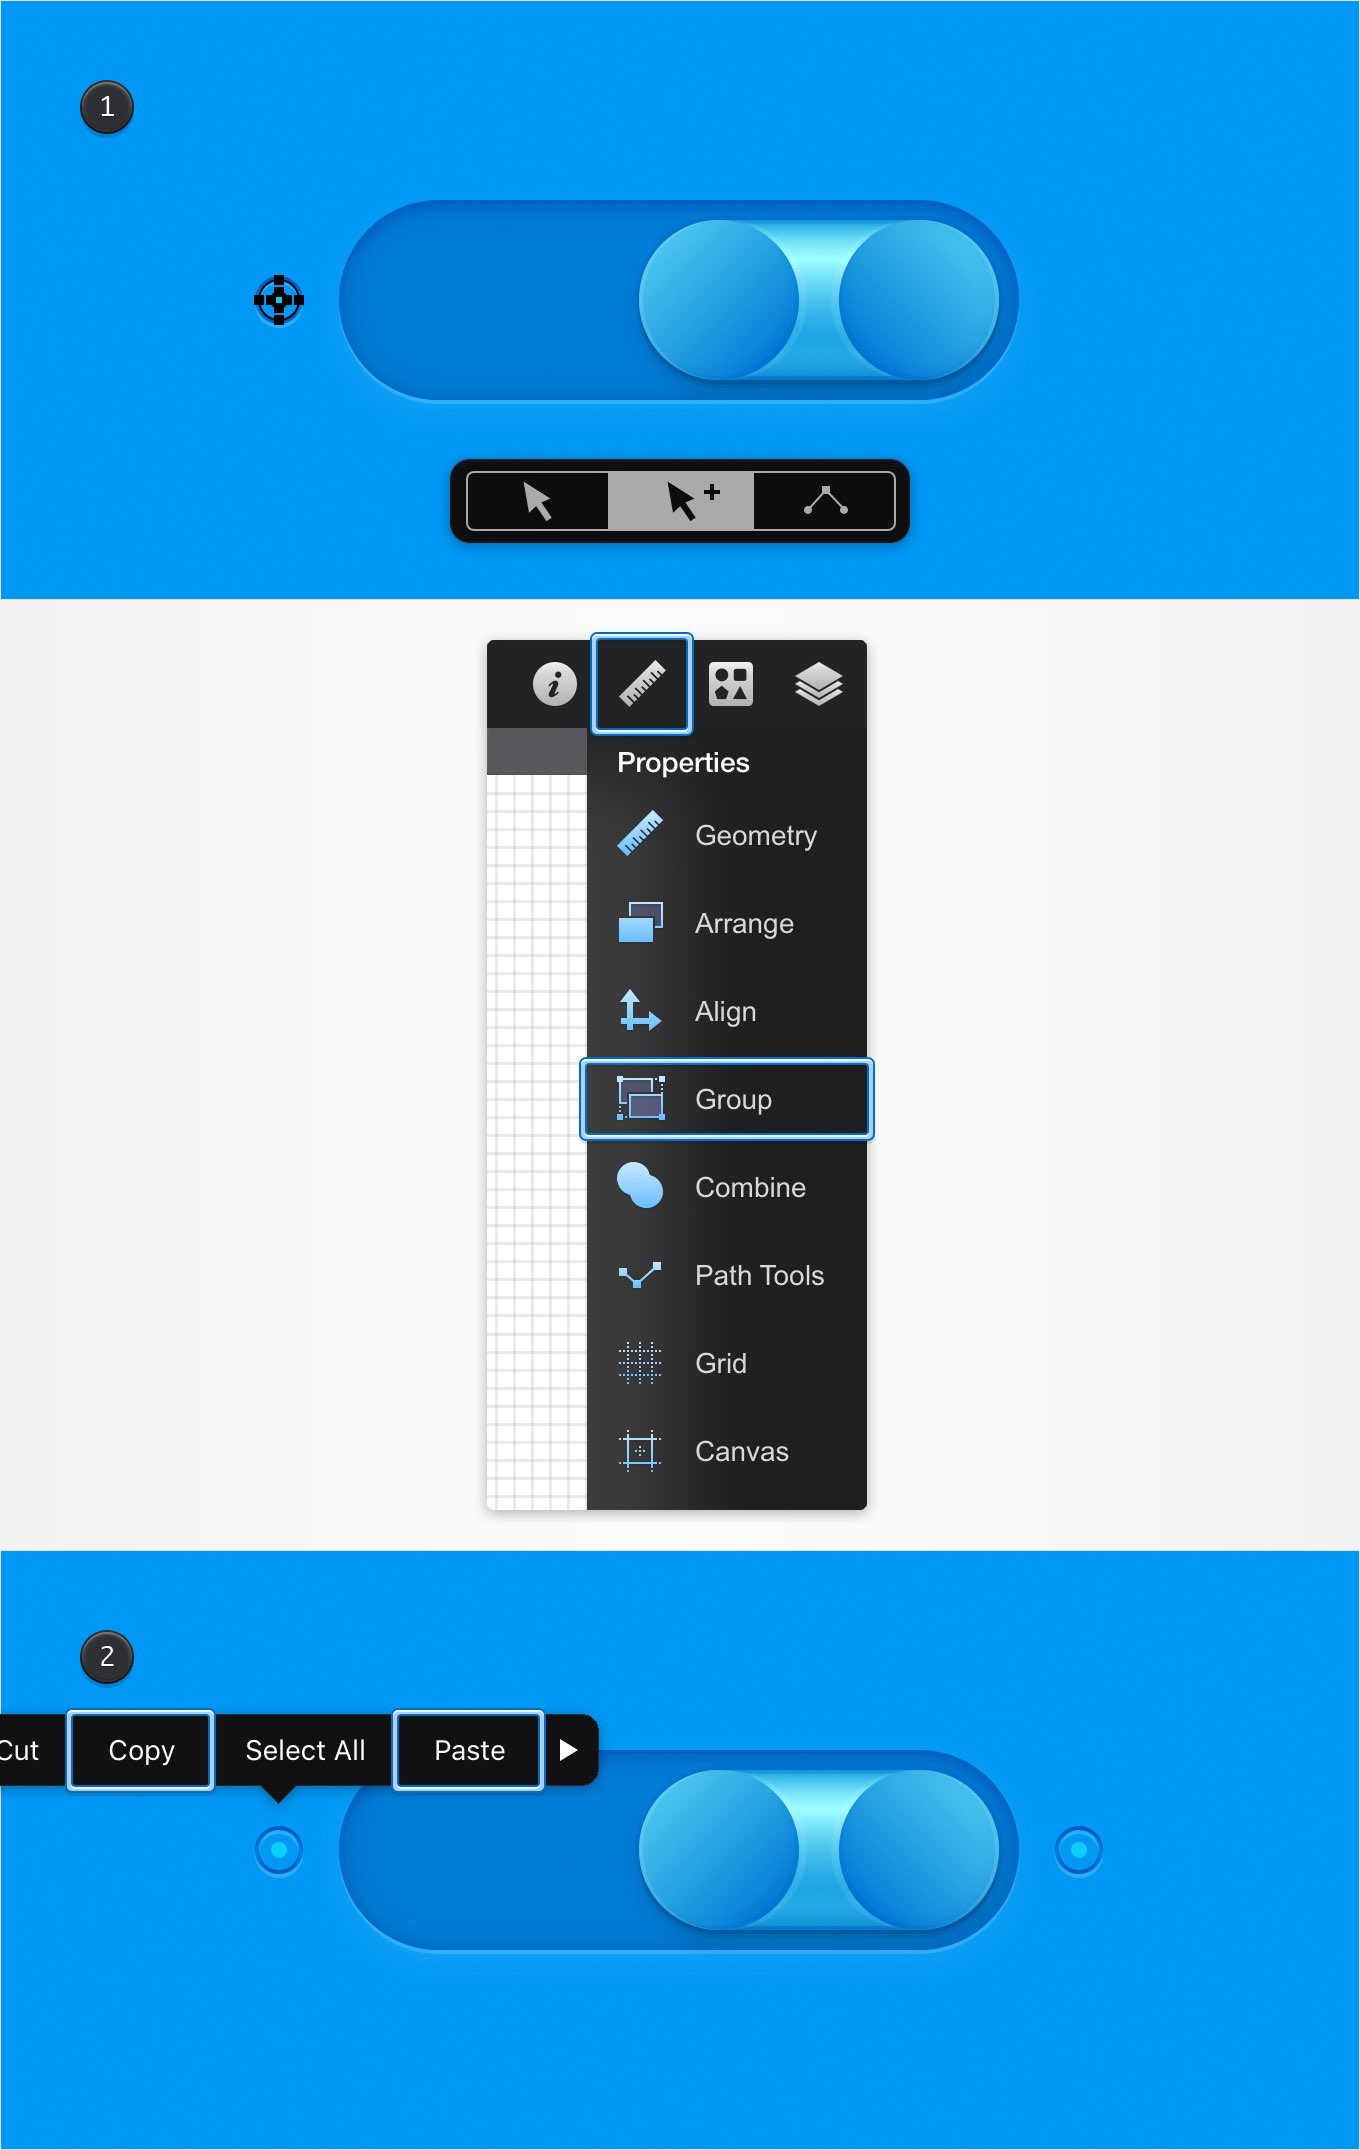 1
i
Properties
Geometry
Arrange
Align
Group
Combine
Path Tools
Grid
Canvas
2
Cut Copy Select All Paste